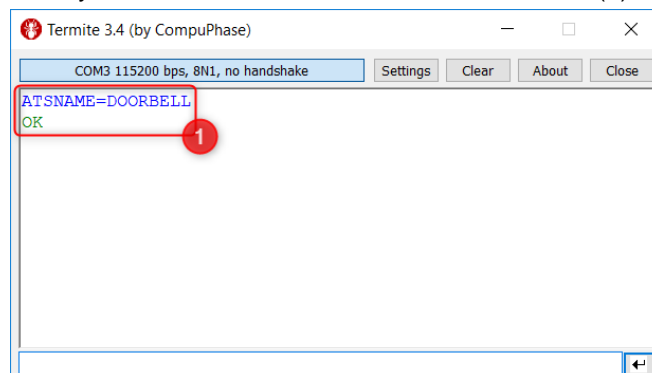 Termite 3.4 (by CompuPhase)
COM3 115200 bps, 8N1, no handshake Settings Clear About Close
ATSNAME=DOORBELL
OK
1